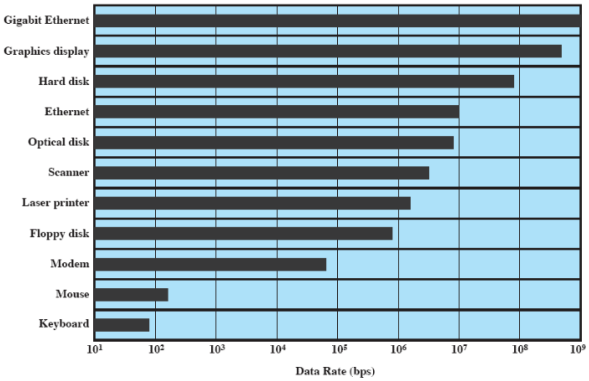 Gigabit Ethernet
Graphics display
Hard disk
Ethernet
Optical disk
Scanner
Laser printer
Floppy disk
Modem
Mouse
Keyboard
10¹ 10² 10³ 10⁴ 10⁵ 10⁶ 10⁷ 10⁸ 10⁹
Data Rate (bps)